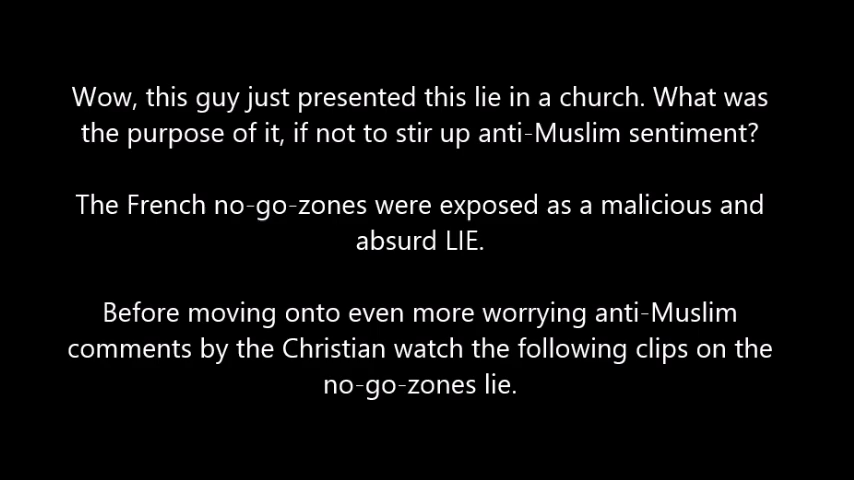 Wow, this guy just presented this lie in a church. What was
the purpose of it, if not to stir up anti-Muslim sentiment?
The French no-go-zones were exposed as a malicious and
absurd LIE.
Before moving onto even more worrying anti-Muslim
comments by the Christian watch the following clips on the
no-go-zones lie.